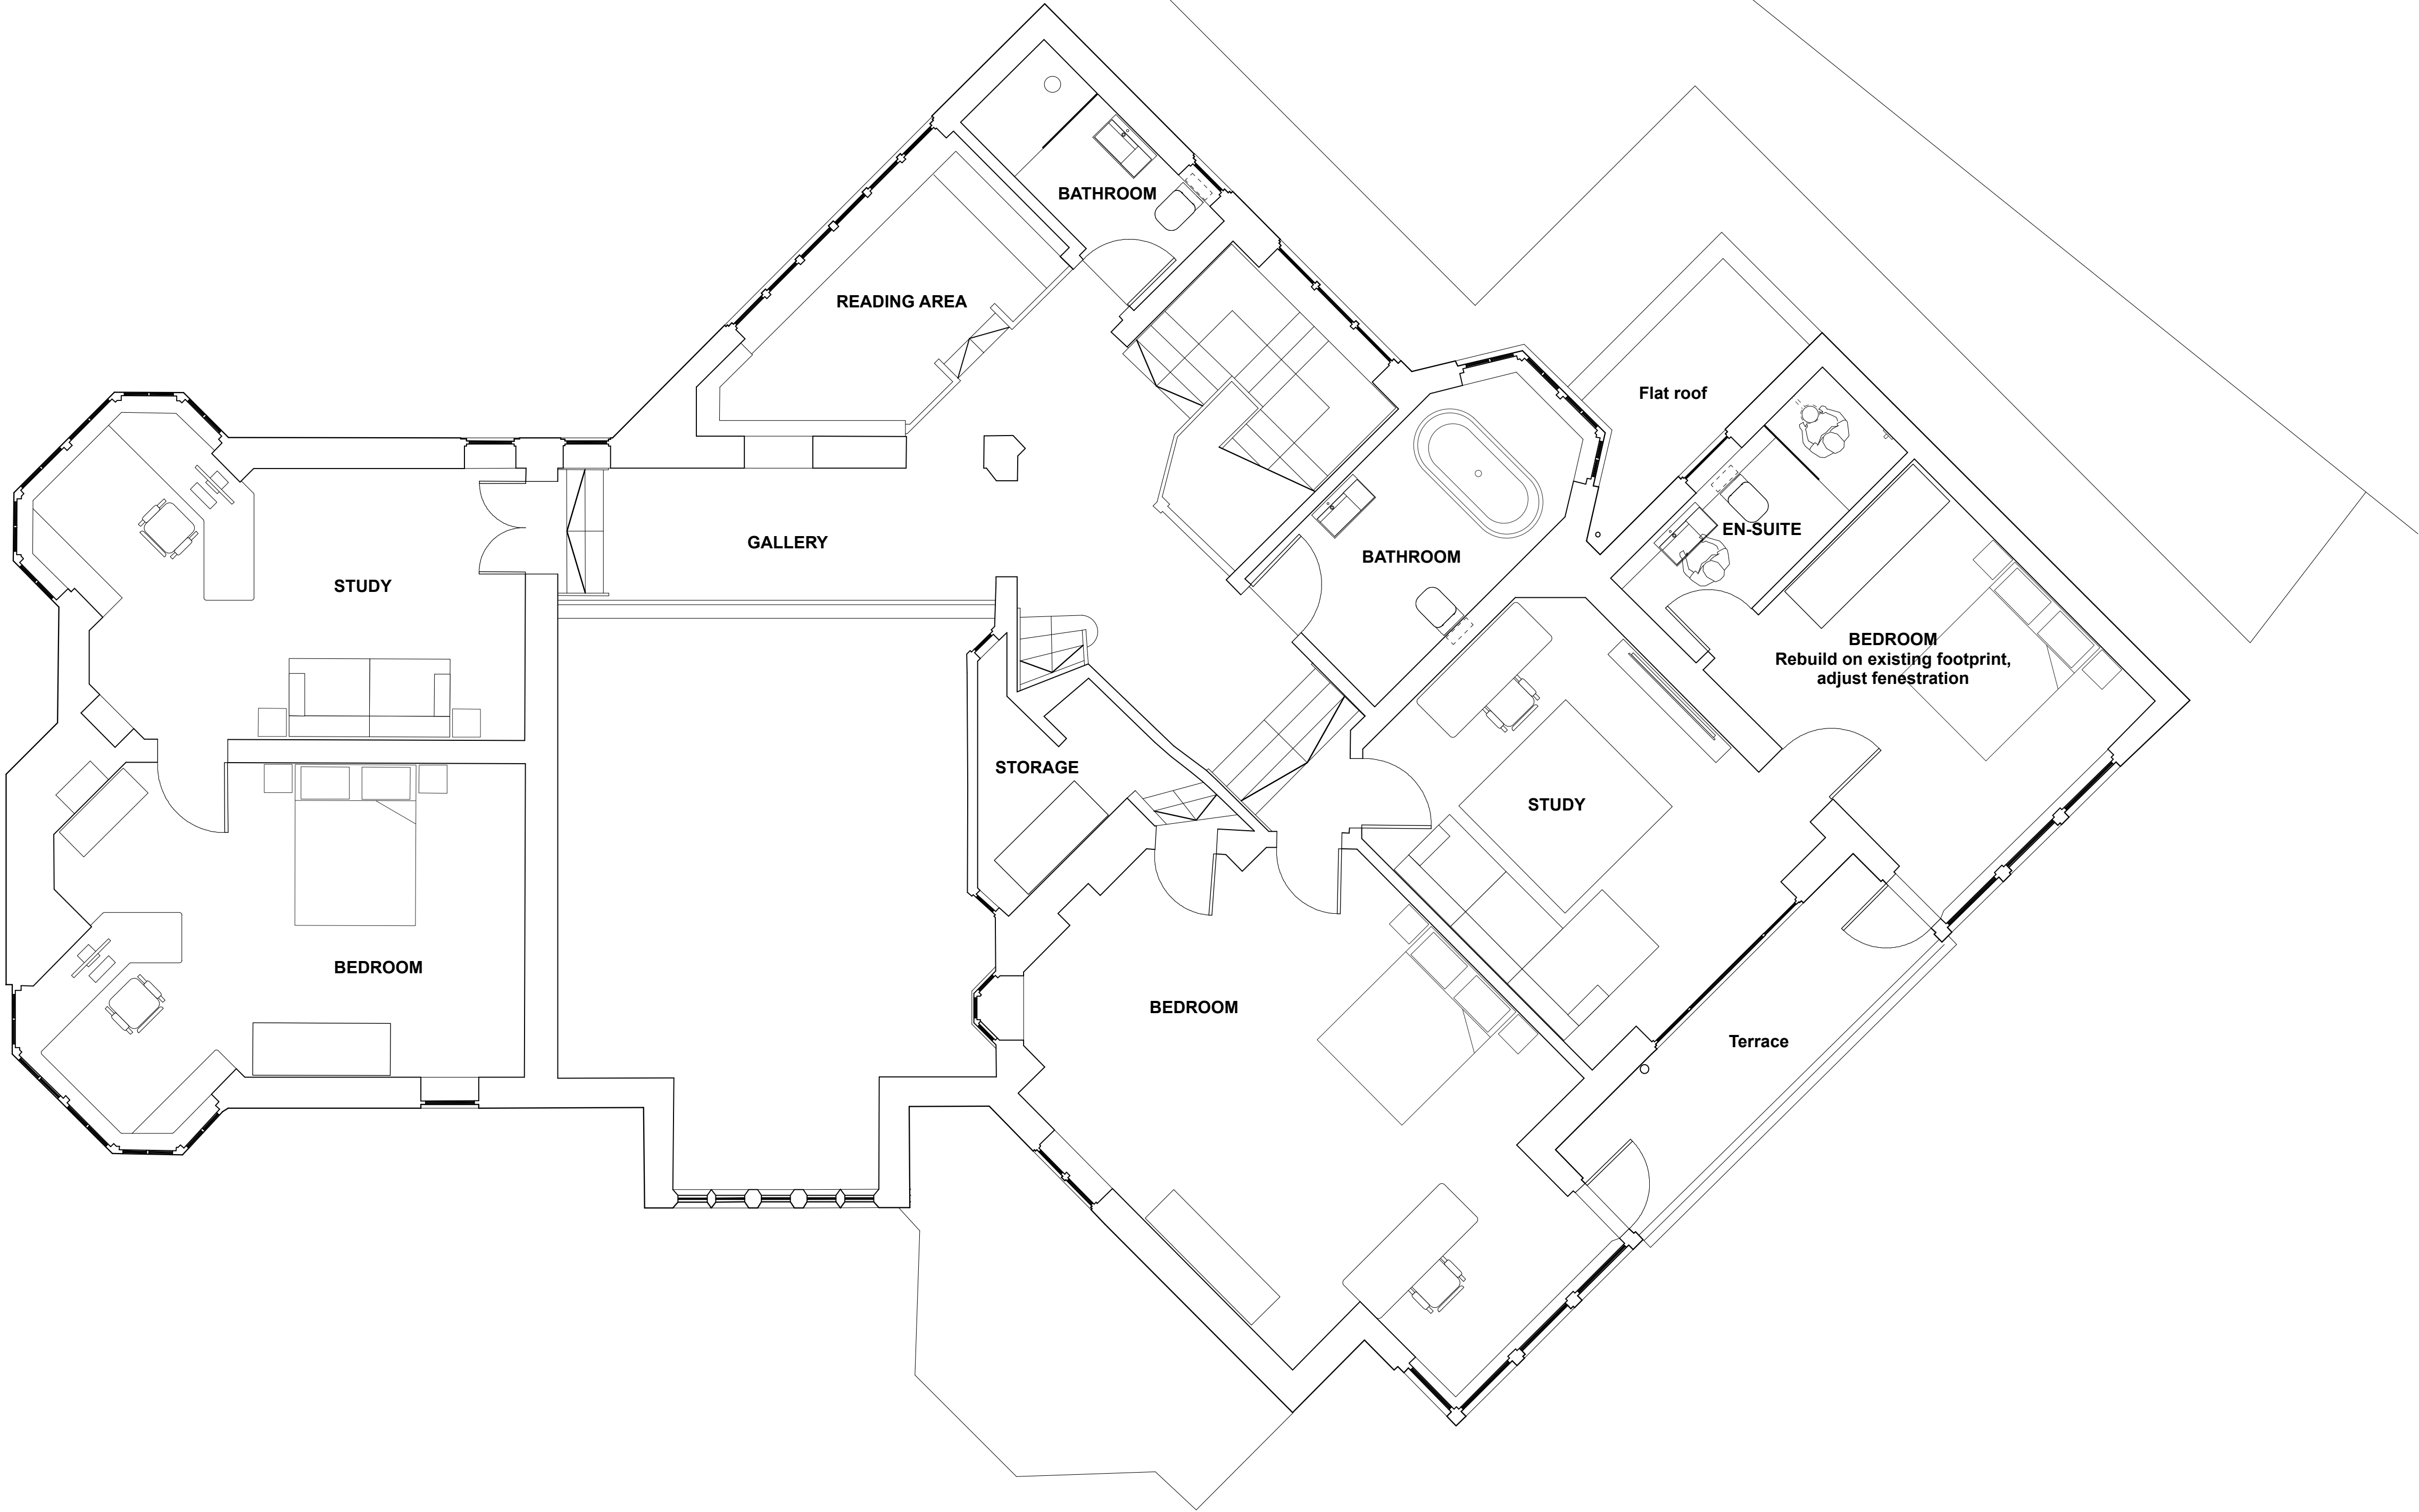 BATHROOM
READING AREA
Flat roof
EN-SUITE
GALLERY
BATHROOM
STUDY
BEDROOM
Rebuild on existing footprint,
adjust fenestration
STORAGE
STUDY
BEDROOM
BEDROOM
Terrace